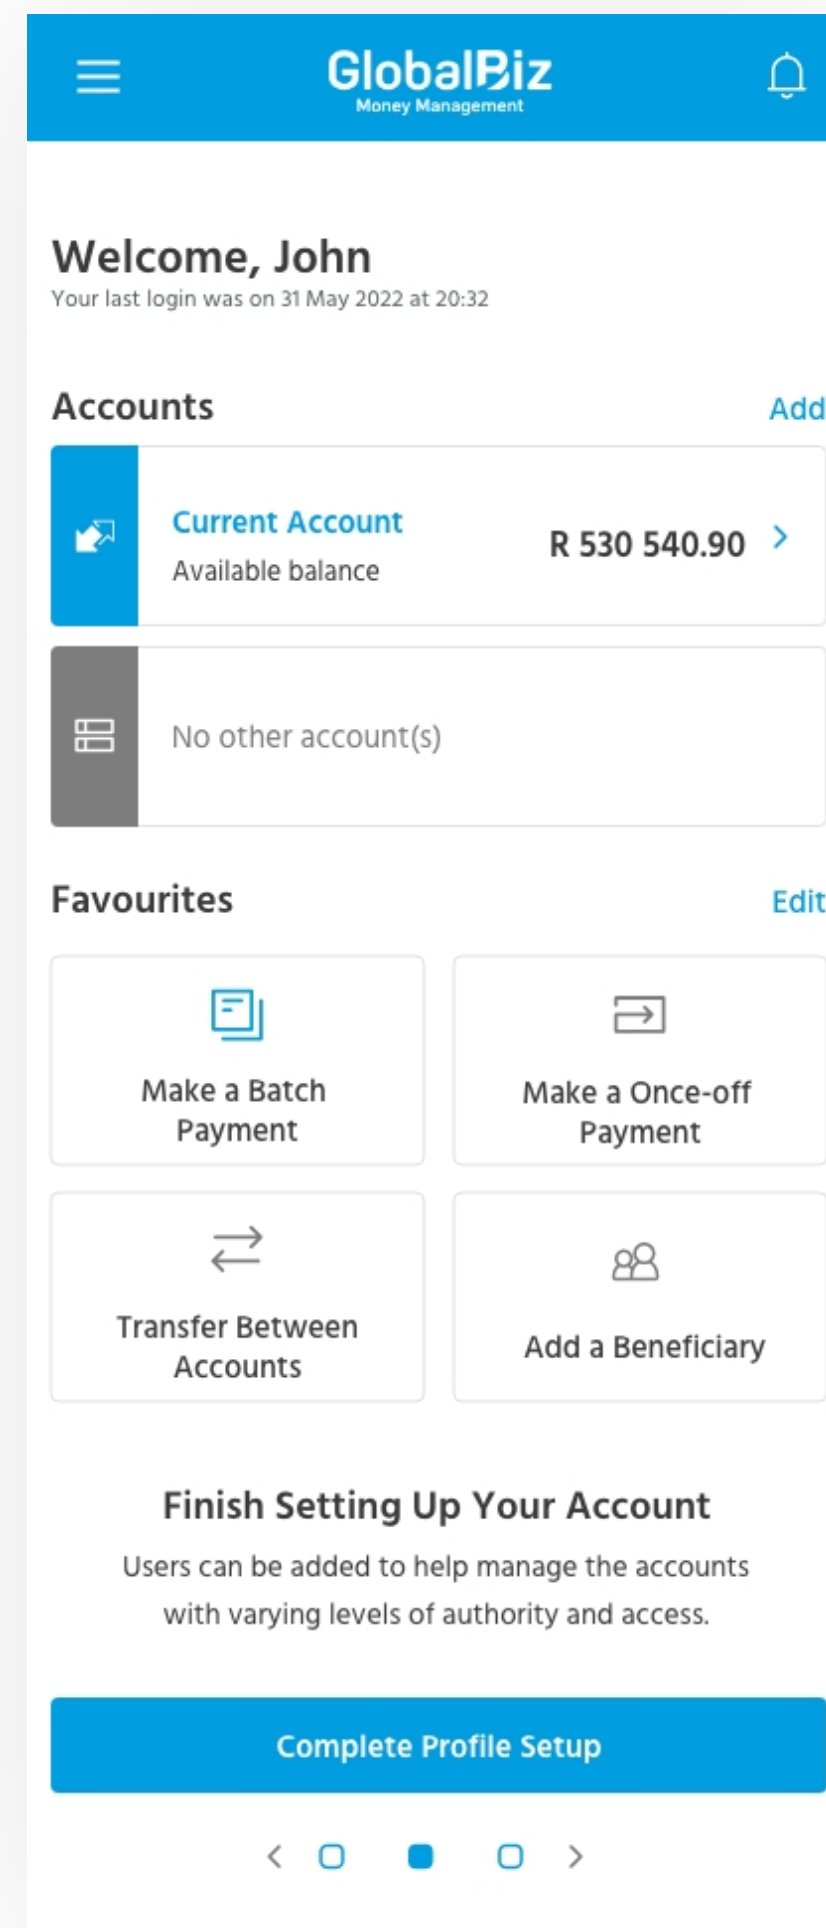 GlobalBiz
Money Management
Welcome, John
Your last login was on 31 May 2022 at 20:32
Accounts
Add
Current Account
Available balance
R 530 540.90
No other account(s)
Favourites
Edit
Make a Batch
Payment
Make a Once-off
Payment
Transfer Between
Accounts
Add a Beneficiary
Finish Setting Up Your Account
Users can be added to help manage the accounts
with varying levels of authority and access.
Complete Profile Setup